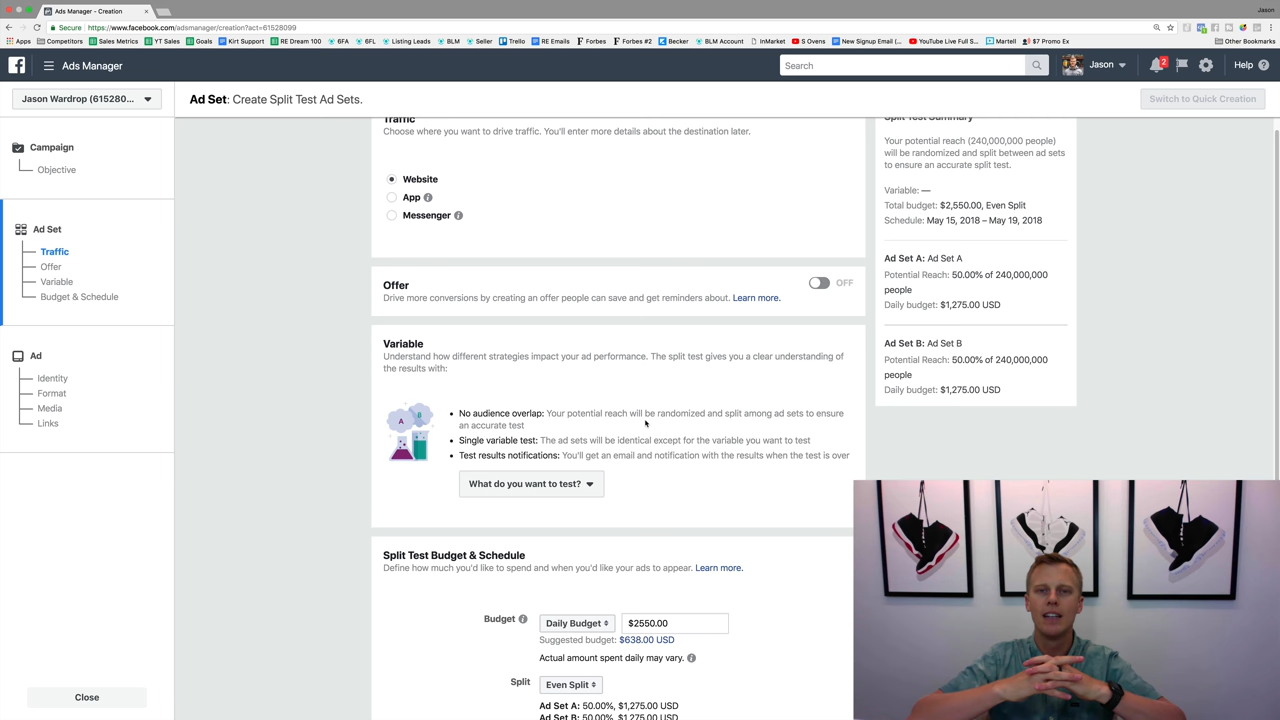 Ads Manager - Creation
Jason
Secure https://www.facebook.com/adsmanager/creation?act=61528099
Apps Competitors Sales Metrics YT Sales Goals Kirt Support RE Dream 100 6FA 6FL Listing Leads BLM Seller Trello RE Emails Forbes Forbes #2 Becker BLM Account InMarket S Ovens New Signup Email (... YouTube Live Full S... Martell $7 Promo Ex Other Bookmarks
Ads Manager
Search
Jason
2
Help
Jason Wardrop (615280...
Ad Set: Create Split Test Ad Sets.
Switch to Quick Creation
Campaign
Objective
Ad Set
Traffic
Offer
Variable
Budget & Schedule
Ad
Identity
Format
Media
Links
Close
Traffic
Choose where you want to drive traffic. You'll enter more details about the destination later.
Website
App
Messenger
Offer
OFF
Drive more conversions by creating an offer people can save and get reminders about. Learn more.
Variable
Understand how different strategies impact your ad performance. The split test gives you a clear understanding of
the results with:
A B
No audience overlap: Your potential reach will be randomized and split among ad sets to ensure
an accurate test
Single variable test: The ad sets will be identical except for the variable you want to test
Test results notifications: You'll get an email and notification with the results when the test is over
What do you want to test?
Split Test Budget & Schedule
Define how much you'd like to spend and when you'd like your ads to appear. Learn more.
Budget Daily Budget $2550.00
Suggested budget: $638.00 USD
Actual amount spent daily may vary.
Split Even Split
Ad Set A: 50.00%, $1,275.00 USD
Ad Set B: 50.00%, $1,275.00 USD
Split Test Summary
Your potential reach (240,000,000 people)
will be randomized and split between ad sets
to ensure an accurate split test.
Variable: —
Total budget: $2,550.00, Even Split
Schedule: May 15, 2018 – May 19, 2018
Ad Set A: Ad Set A
Potential Reach: 50.00% of 240,000,000
people
Daily budget: $1,275.00 USD
Ad Set B: Ad Set B
Potential Reach: 50.00% of 240,000,000
people
Daily budget: $1,275.00 USD